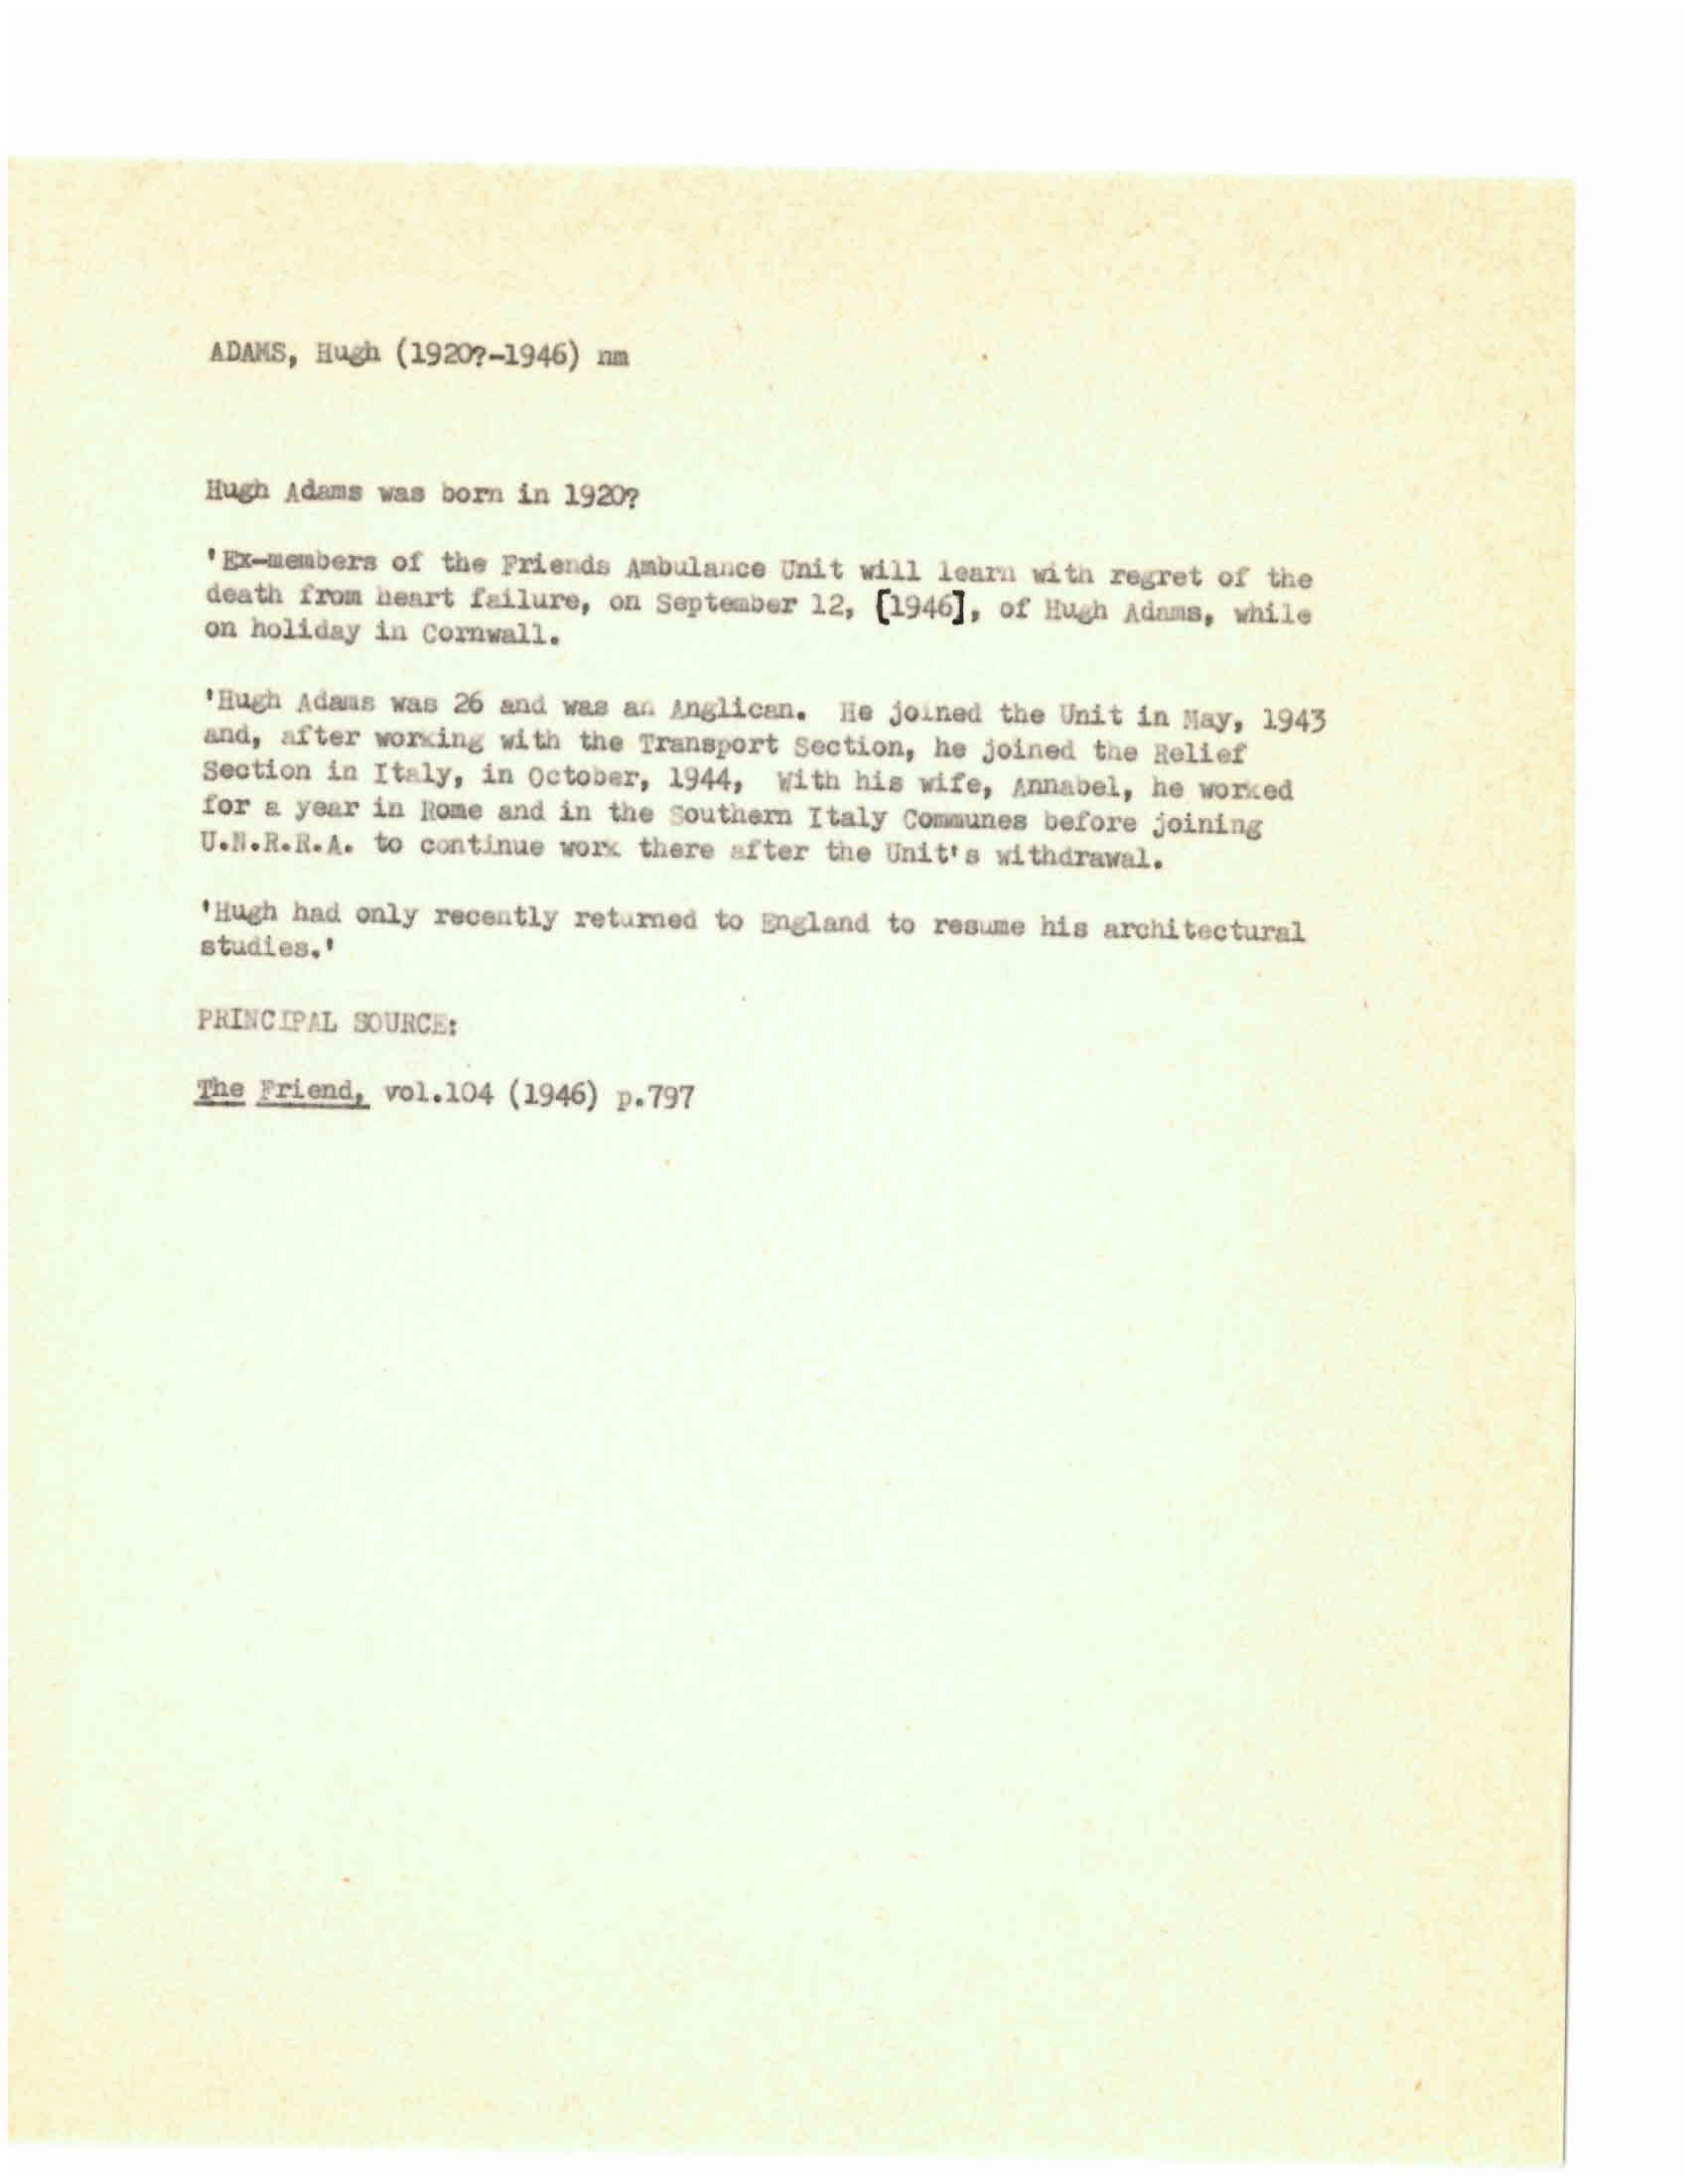 ADAMS, Hugh (1920?-1946) nm
Hugh Adams was born in 1920?
'Ex-members of the Friends Ambulance Unit will learn with regret of the
death from heart failure, on September 12, [1946], of Hugh Adams, while
on holiday in Cornwall.
'Hugh Adams was 26 and was an Anglican. He joined the Unit in May, 1943
and, after working with the Transport Section, he joined the Relief
Section in Italy, in October, 1944, With his wife, Annabel, he worked
for a year in Rome and in the Southern Italy Communes before joining
U.N.R.R.A. to continue work there after the Unit's withdrawal.
'Hugh had only recently returned to England to resume his architectural
studies.'
PRINCIPAL SOURCE:
The Friend, vol.104 (1946) p.797